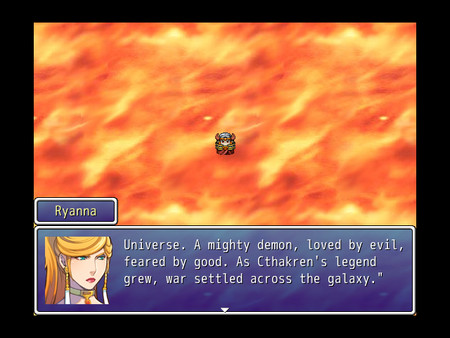 Ryanna
Universe. A mighty demon, loved by evil,
feared by good. As Cthakren's legend
grew, war settled across the galaxy."